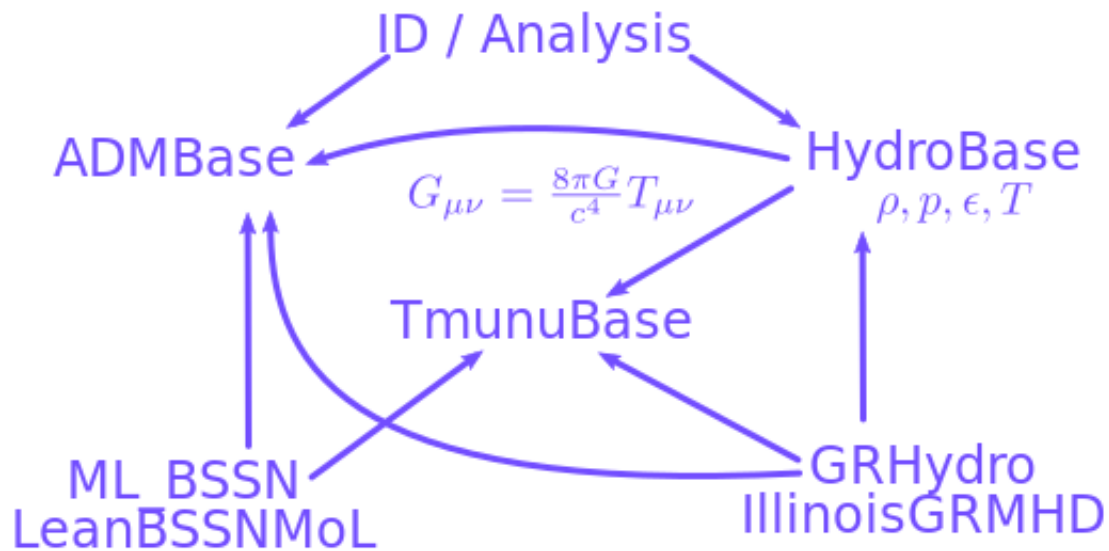 ID / Analysis
ADMBase
HydroBase
G_{μν} = \frac{8πG}{c^4} T_{μν}
ρ, p, ϵ, T
TmunuBase
ML_BSSN
LeanBSSNMoL
GRHydro
IllinoisGRMHD